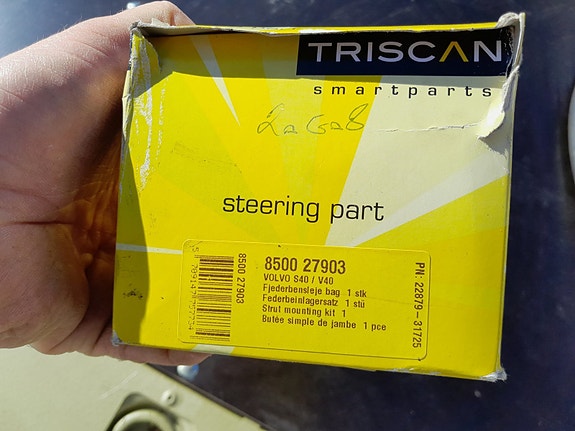 TRISCAN
smartparts
steering part
8500 27903
VOLVO S40 / V40
Fjederbensleje bag 1 stk
Federbeinlagersatz 1 stü
Strut mounting kit 1
Butée simple de jambe 1 pce
8500 27903
PN: 22879-31725